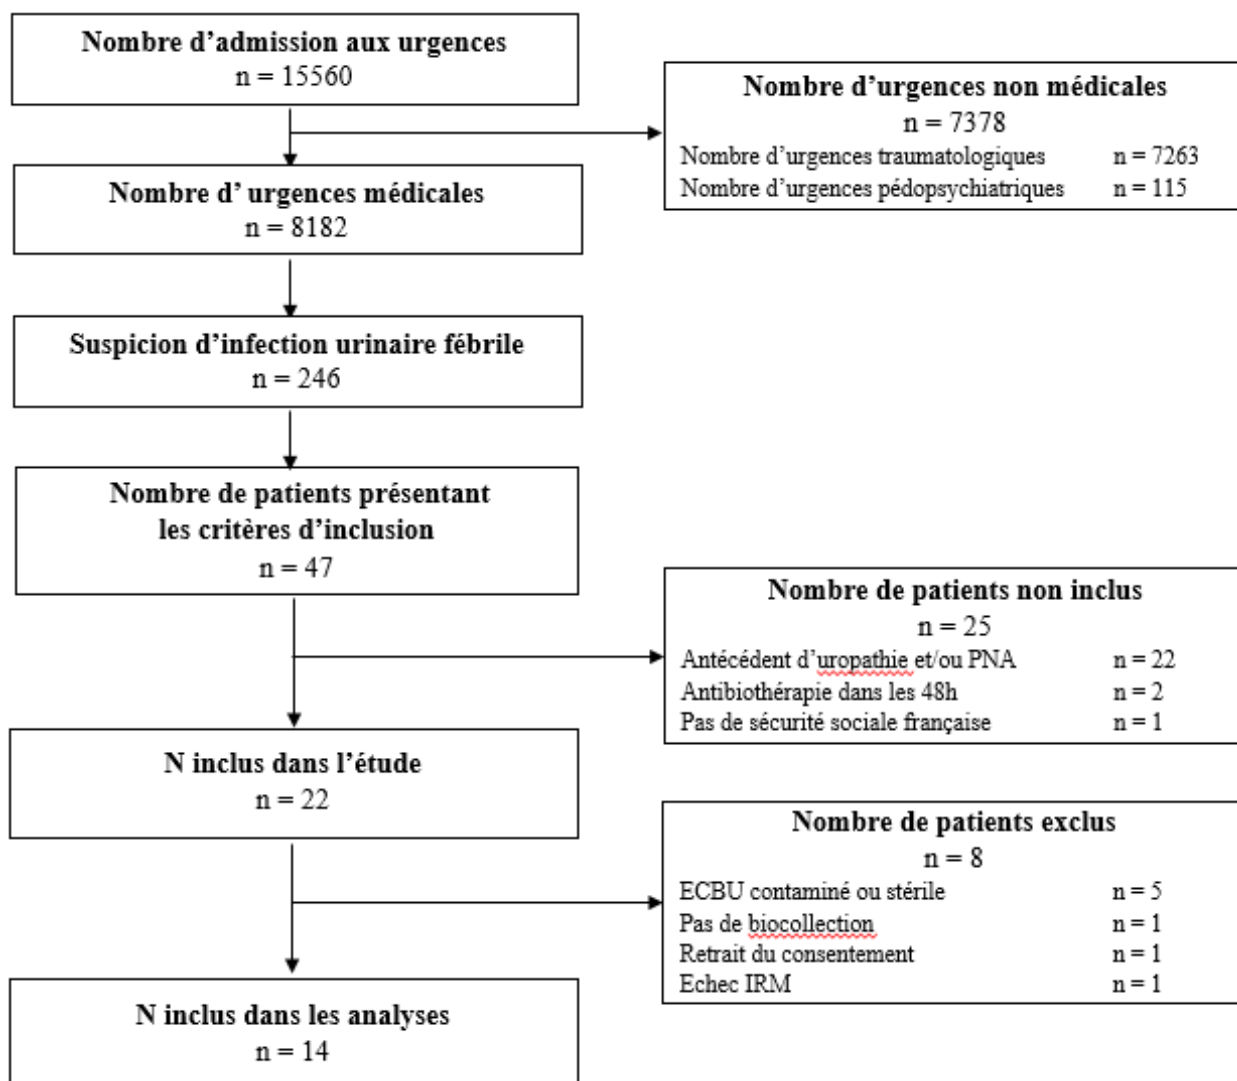 Nombre d'admission aux urgences
n = 15560
Nombre d'urgences non médicales
n = 7378
Nombre d'urgences traumatologiques n = 7263
Nombre d'urgences pédopsychiatriques n = 115
Nombre d' urgences médicales
n = 8182
Suspicion d'infection urinaire fébrile
n = 246
Nombre de patients présentant
les critères d'inclusion
n = 47
Nombre de patients non inclus
n = 25
Antécédent d'uropathie et/ou PNA n = 22
Antibiothérapie dans les 48h n = 2
Pas de sécurité sociale française n = 1
N inclus dans l'étude
n = 22
Nombre de patients exclus
n = 8
ECBU contaminé ou stérile n = 5
Pas de biocollection n = 1
Retrait du consentement n = 1
Echec IRM n = 1
N inclus dans les analyses
n = 14